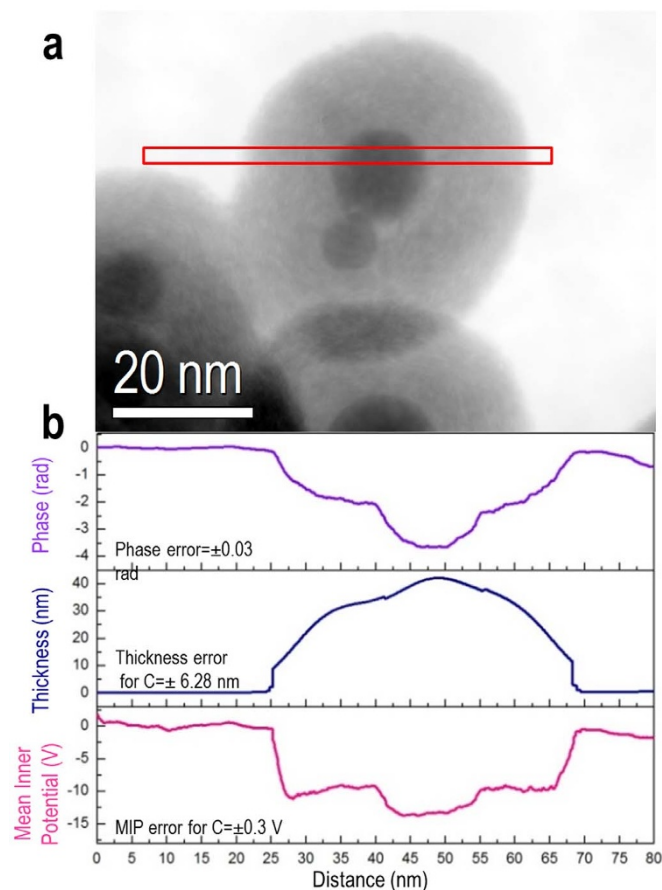 a
20 nm
b
Phase (rad)
0
-1
-2
-3
-4
Phase error=±0.03
rad
Thickness (nm)
40
30
20
10
0
Thickness error
for C=± 6.28 nm
Mean Inner
Potential (V)
0
-5
-10
-15
MIP error for C=±0.3 V
0 5 10 15 20 25 30 35 40 45 50 55 60 65 70 75 80
Distance (nm)